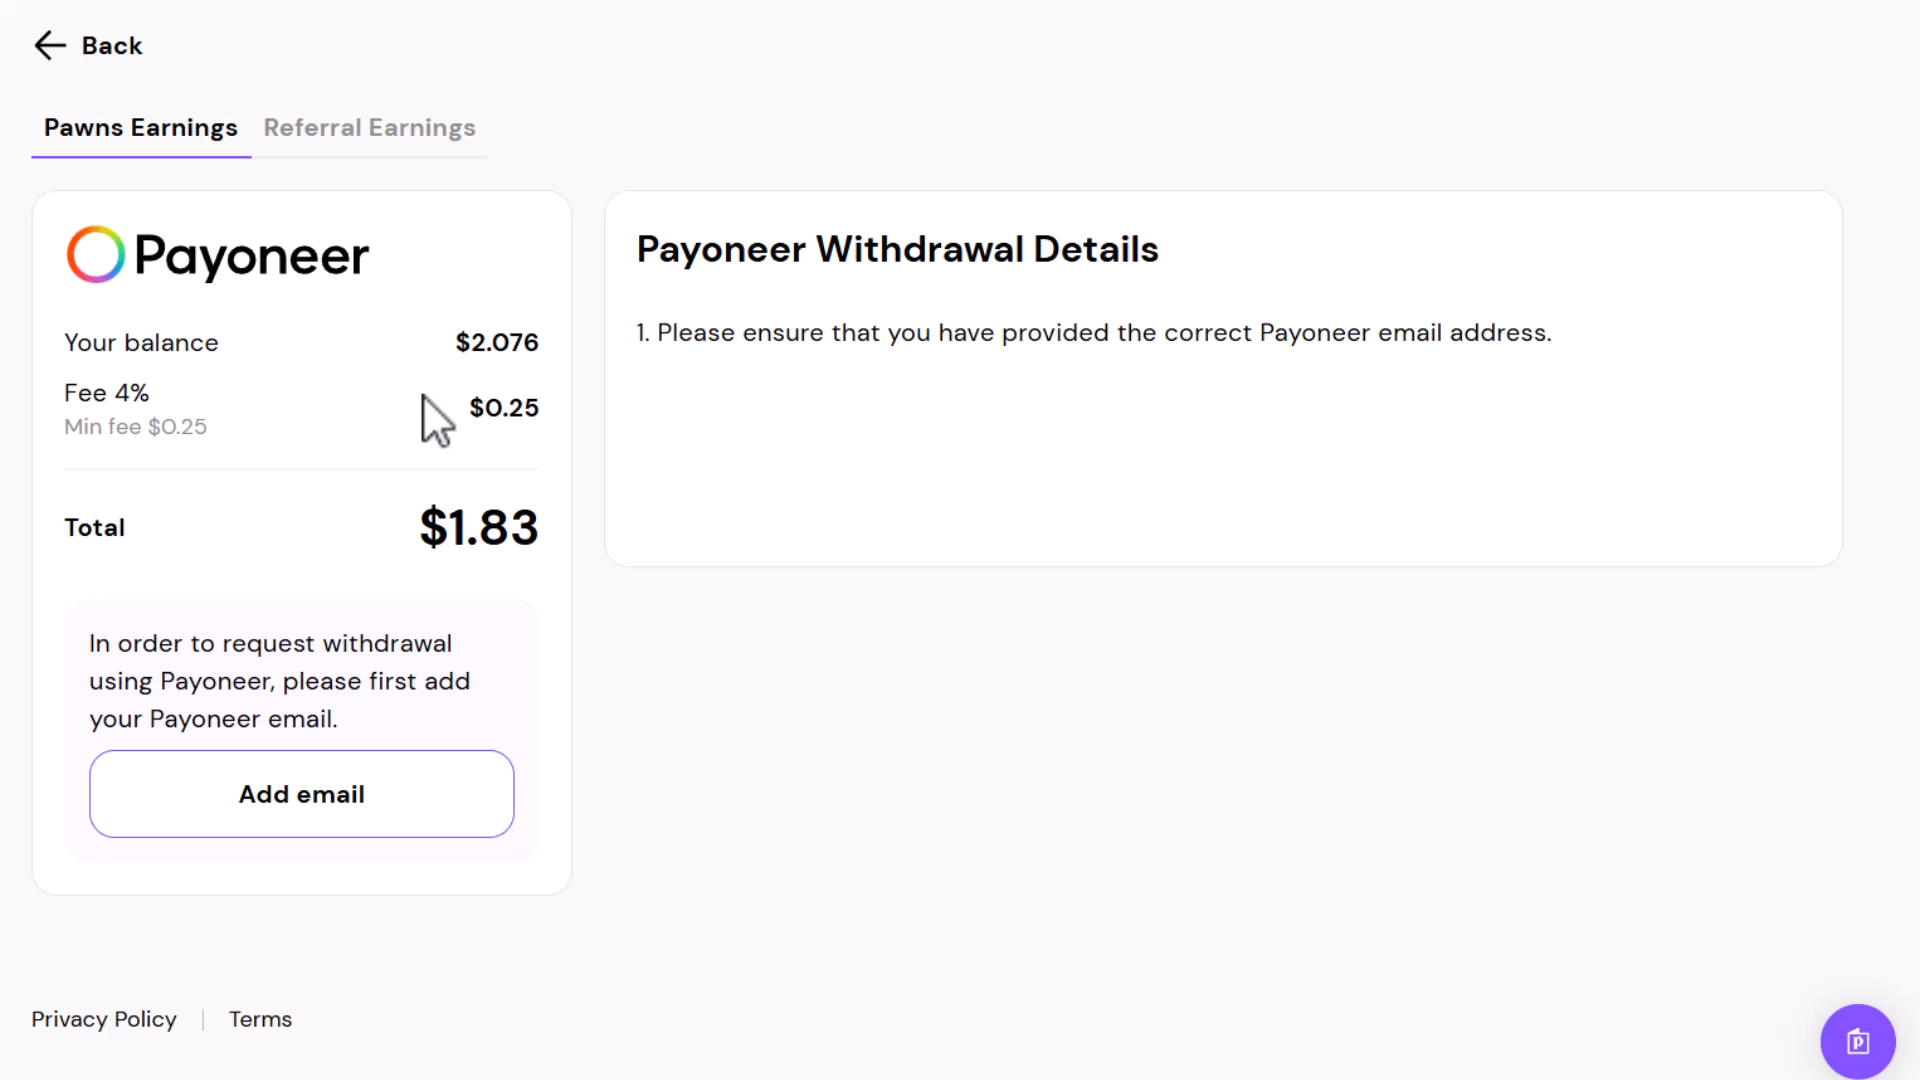 Back
Pawns Earnings
Referral Earnings
Payoneer
Your balance $2.076
Fee 4% $0.25
Min fee $0.25
Total $1.83
In order to request withdrawal
using Payoneer, please first add
your Payoneer email.
Add email
Payoneer Withdrawal Details
1. Please ensure that you have provided the correct Payoneer email address.
Privacy Policy
Terms
p